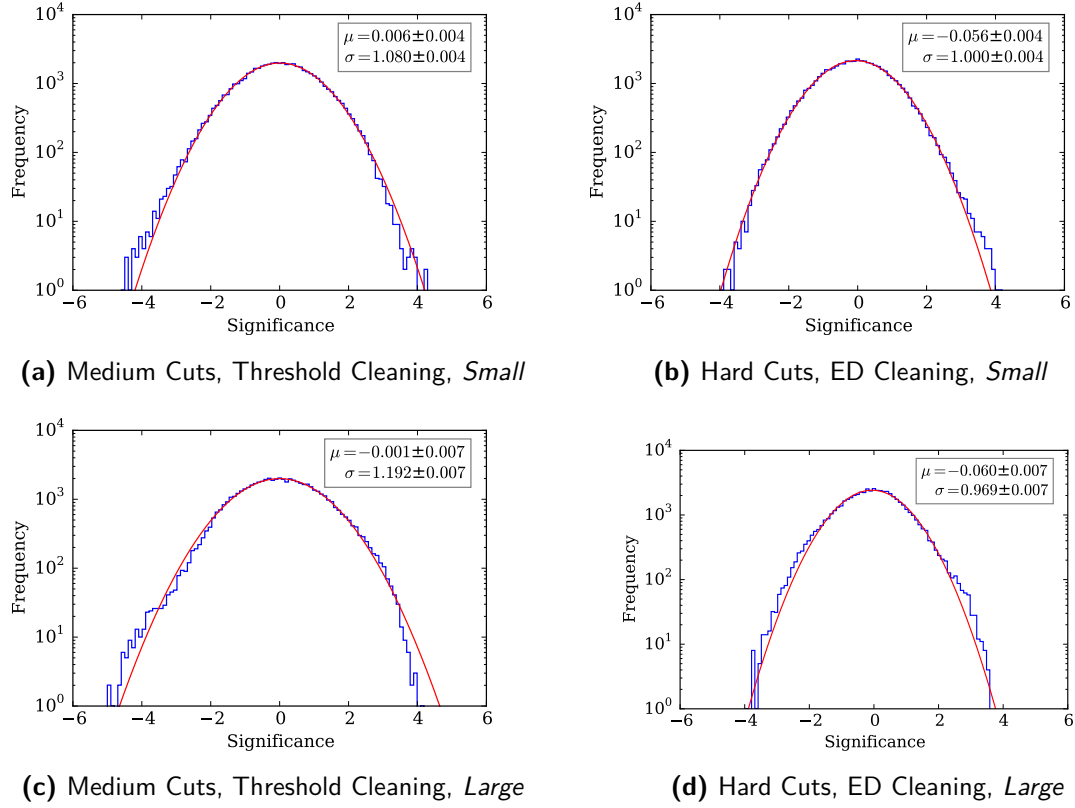 10^4
10^3
10^2
10^1
10^0
Frequency
μ=0.006±0.004
σ=1.080±0.004
−6 −4 −2 0 2 4 6
Significance
(a) Medium Cuts, Threshold Cleaning, Small
10^4
10^3
10^2
10^1
10^0
Frequency
μ=−0.056±0.004
σ=1.000±0.004
−6 −4 −2 0 2 4 6
Significance
(b) Hard Cuts, ED Cleaning, Small
10^4
10^3
10^2
10^1
10^0
Frequency
μ=−0.001±0.007
σ=1.192±0.007
−6 −4 −2 0 2 4 6
Significance
(c) Medium Cuts, Threshold Cleaning, Large
10^4
10^3
10^2
10^1
10^0
Frequency
μ=−0.060±0.007
σ=0.969±0.007
−6 −4 −2 0 2 4 6
Significance
(d) Hard Cuts, ED Cleaning, Large